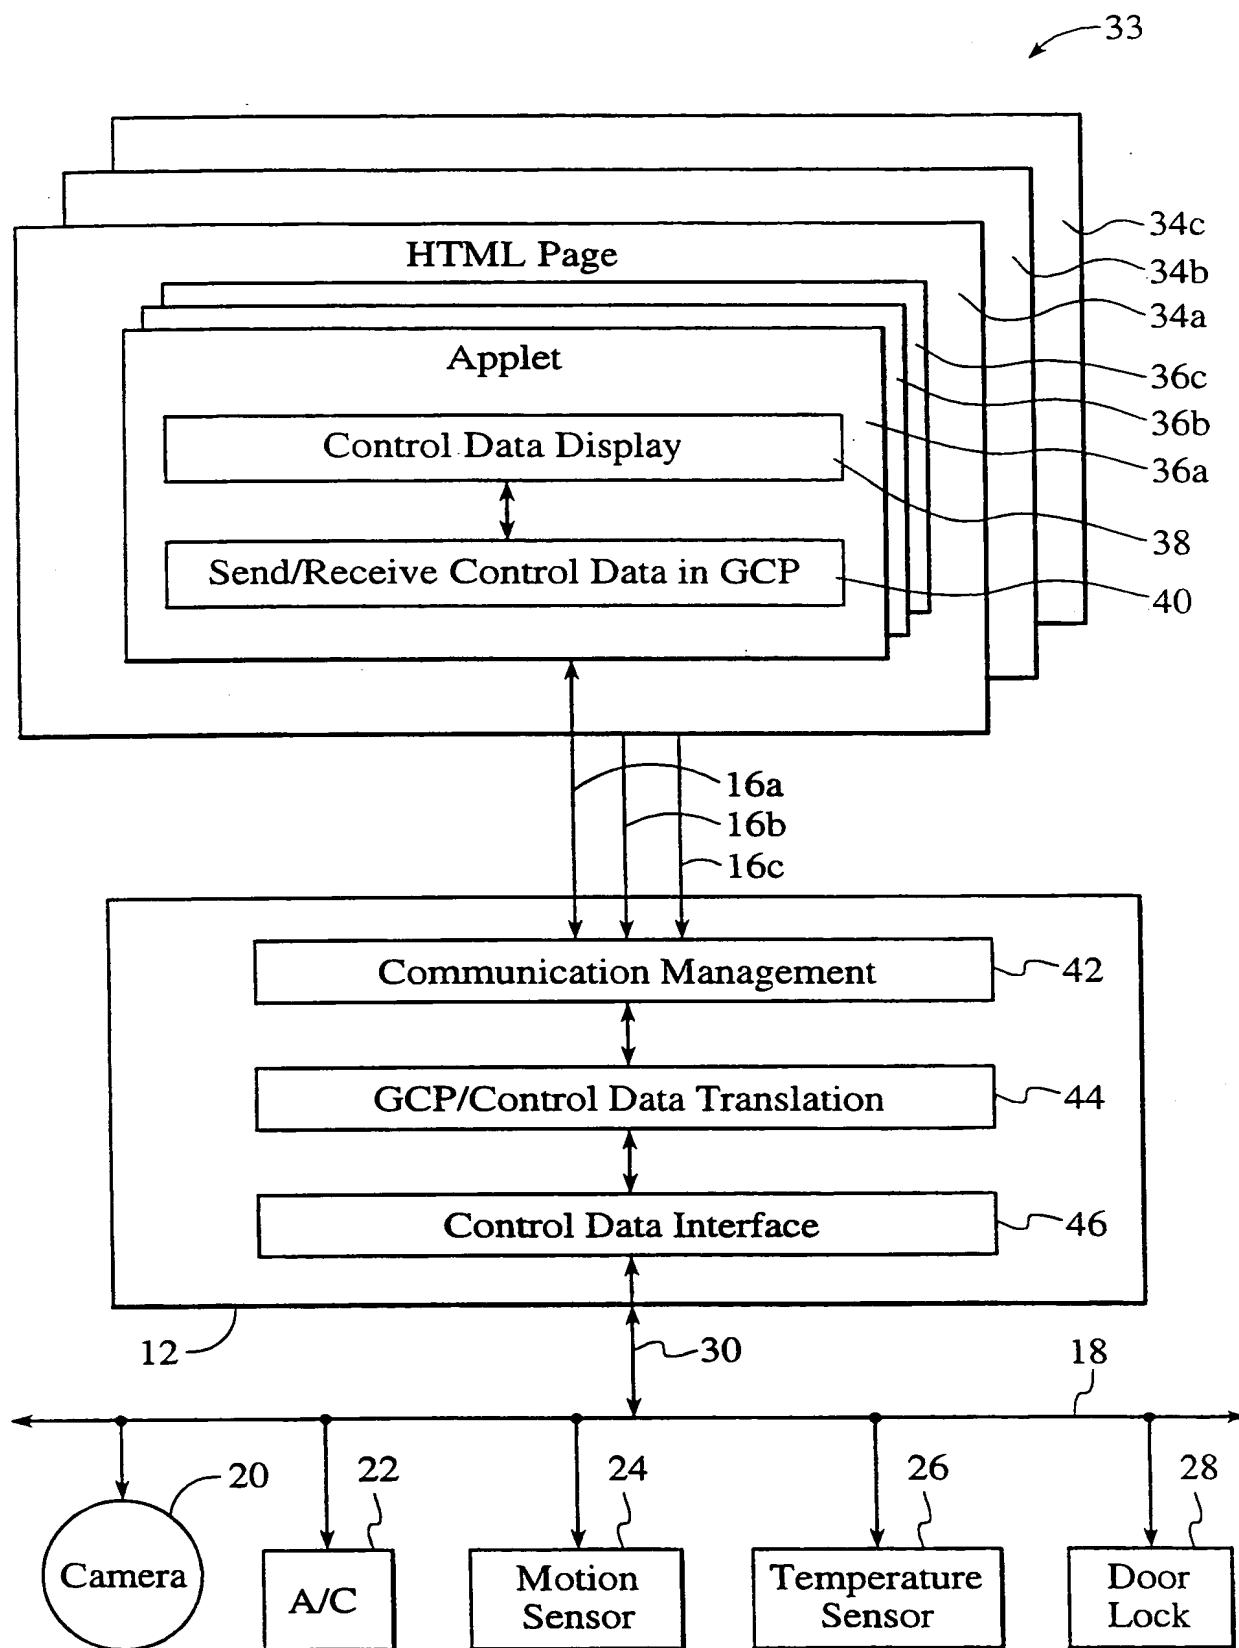 33
34c
HTML Page
34b
34a
Applet
36c
36b
Control Data Display
36a
38
Send/Receive Control Data in GCP
40
16a
16b
16c
Communication Management
42
GCP/Control Data Translation
44
Control Data Interface
46
12
30
18
20
22
24
26
28
Camera
A/C
Motion
Sensor
Temperature
Sensor
Door
Lock